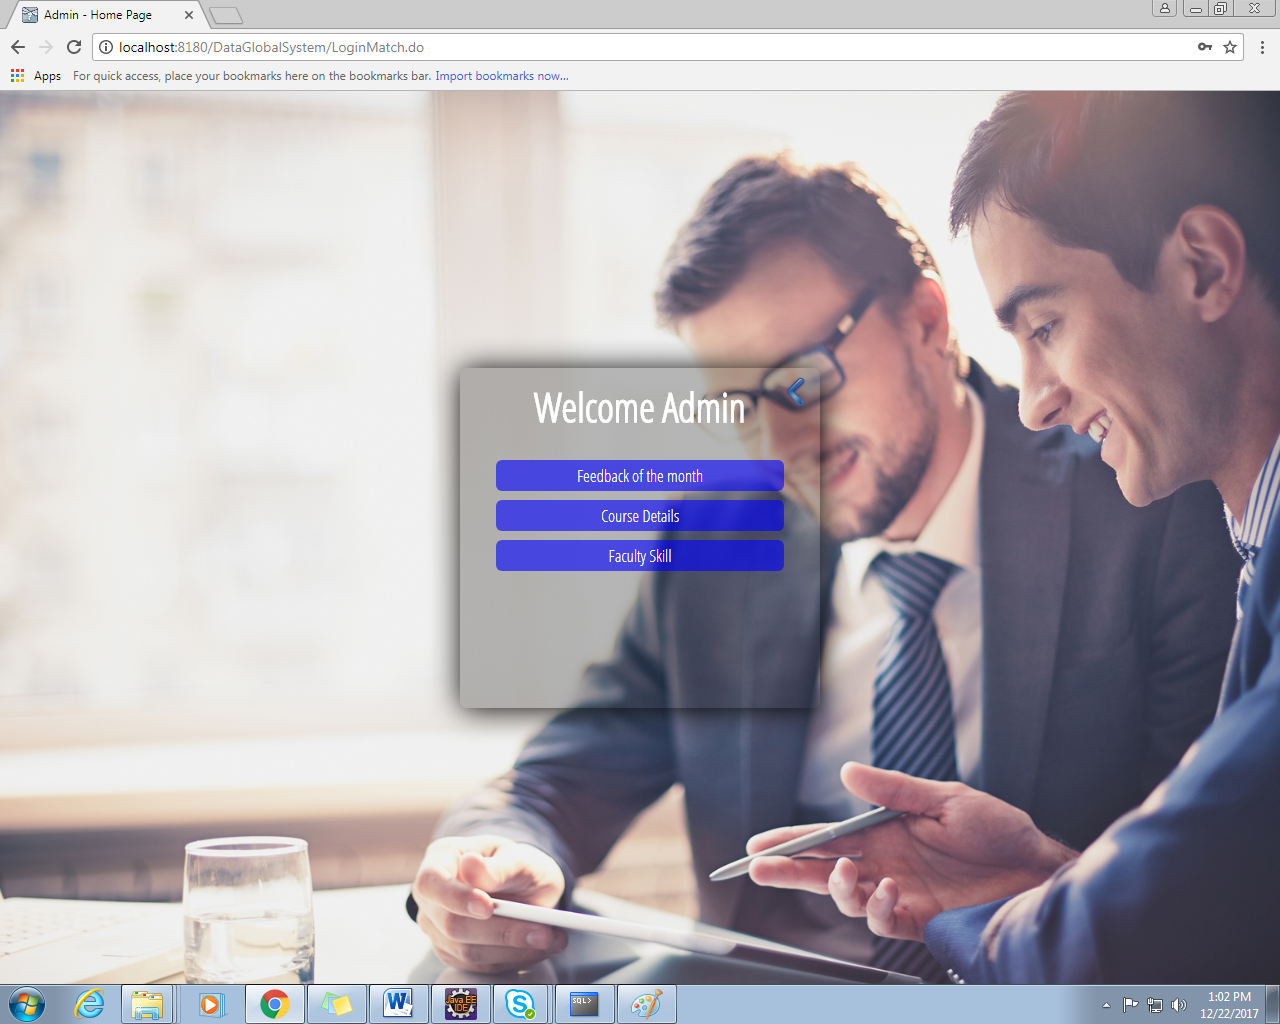 Admin - Home Page
localhost:8180/DataGlobalSystem/LoginMatch.do
Apps For quick access, place your bookmarks here on the bookmarks bar. Import bookmarks now...
Welcome Admin
Feedback of the month
Course Details
Faculty Skill
W
Java EE
IDE
S
SQL>
1:02 PM
12/22/2017